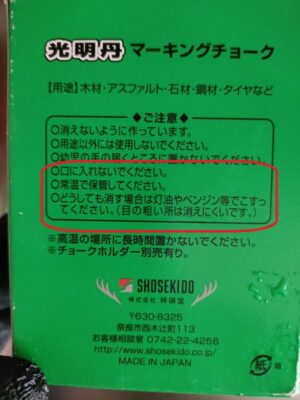 光明丹 マーキングチョーク
【用途】木材・アスファルト・石材・鋼材・タイヤなど
◆ご注意◆
○消えないように作っています。
○用途以外には使用しないでください。
○幼児の手の届くところに置かないでください。
○口に入れないでください。
○常温で保管してください。
○どうしても消す場合は灯油やベンジン等でこすっ
てください。(目の粗い所は消えにくいです。)
※高温の場所に長時間置かないでください。
※チョークホルダー別売有り。
SHOSEKIDO
株式会社 祥碩堂
〒630-8325
奈良市西木辻町113
お客様相談室 0742-22-4256
http://www.shosekido.co.jp
MADE IN JAPAN
紙
箱